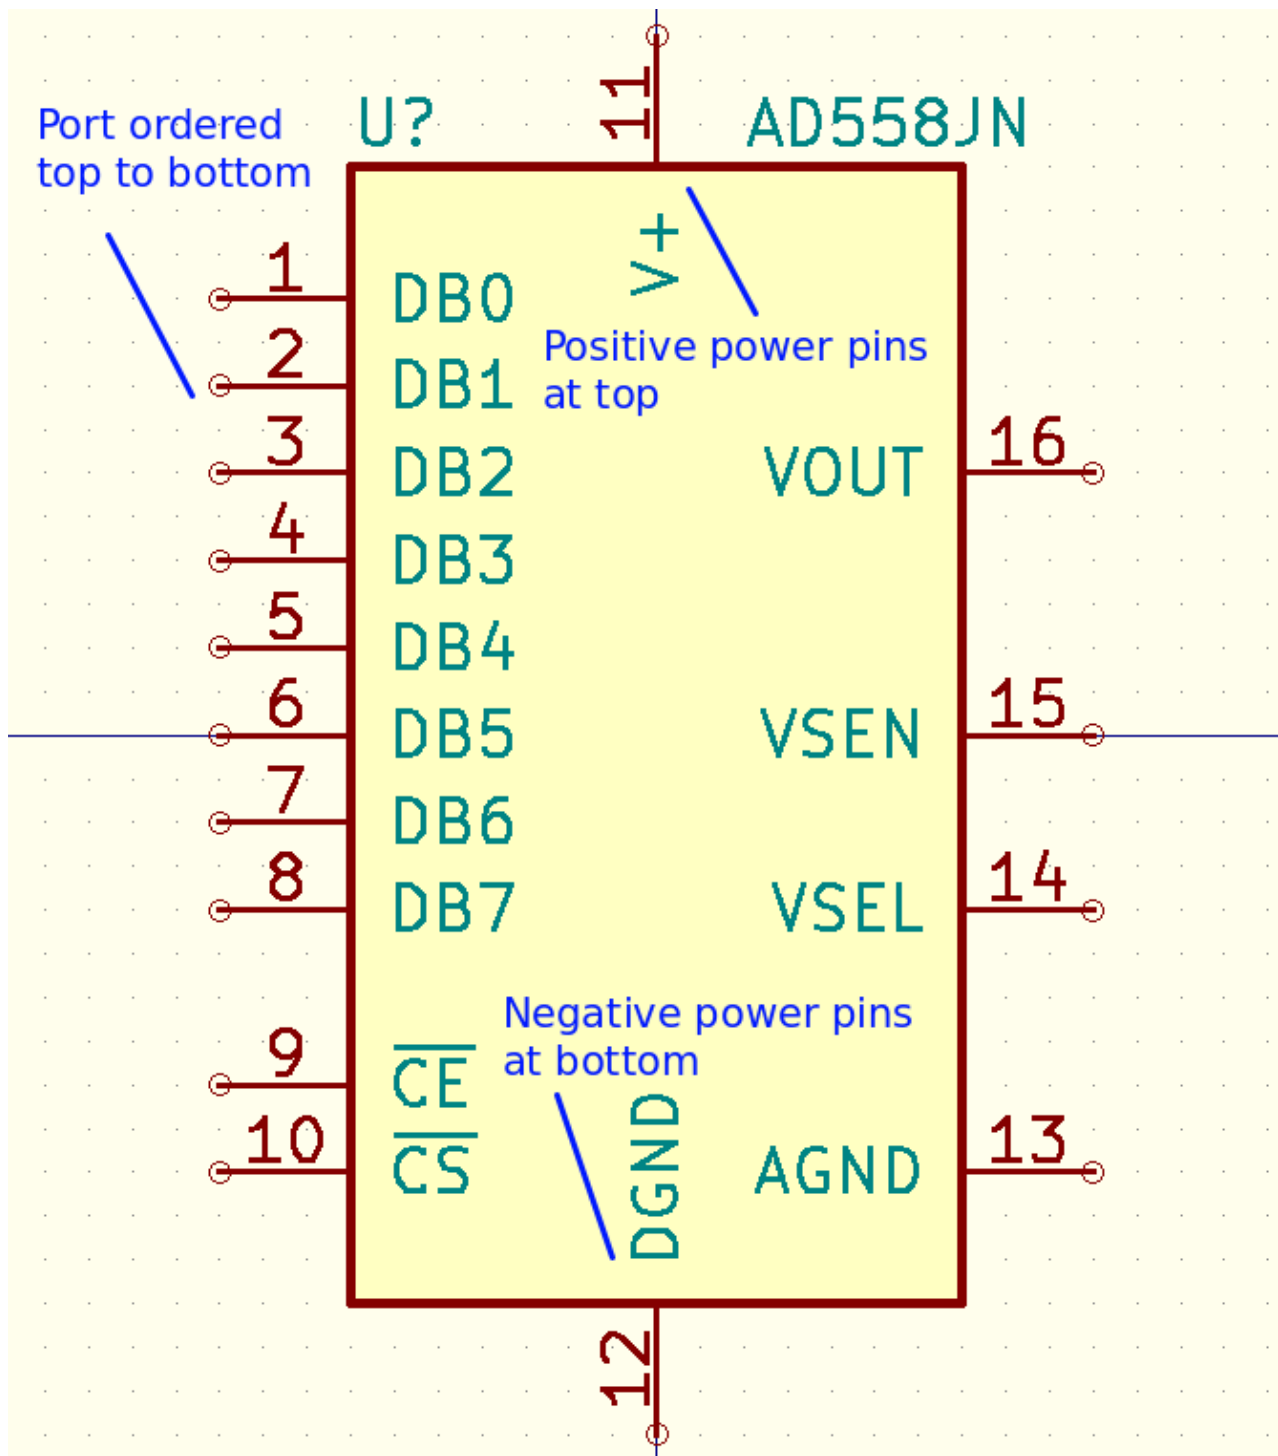 11
U?
AD558JN
Port ordered
top to bottom
V+
1
DB0
2
DB1
Positive power pins
at top
3
DB2
VOUT
16
4
DB3
5
DB4
6
DB5
VSEN
15
7
DB6
8
DB7
VSEL
14
Negative power pins
at bottom
9
C̅E̅
10
C̅S̅
DGND
AGND
13
12